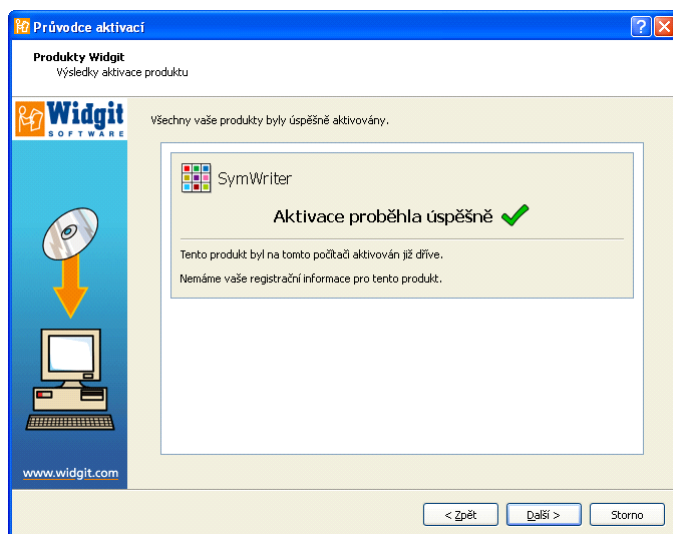 Průvodce aktivací
Produkty Widgit
Výsledky aktivace produktu
Widgit
SOFTWARE
Všechny vaše produkty byly úspěšně aktivovány.
SymWriter
Aktivace proběhla úspěšně
Tento produkt byl na tomto počítači aktivován již dříve.
Nemáme vaše registrační informace pro tento produkt.
www.widgit.com
< Zpět
Další >
Storno